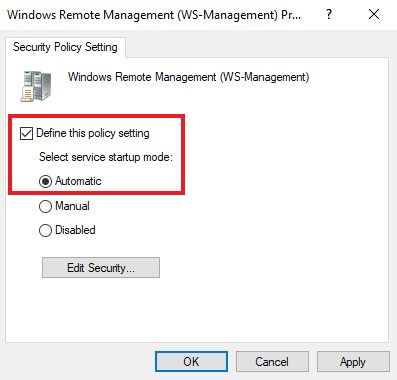 Windows Remote Management (WS-Management) Pr...
Security Policy Setting
Windows Remote Management (WS-Management)
Define this policy setting
Select service startup mode:
Automatic
Manual
Disabled
Edit Security...
OK Cancel Apply